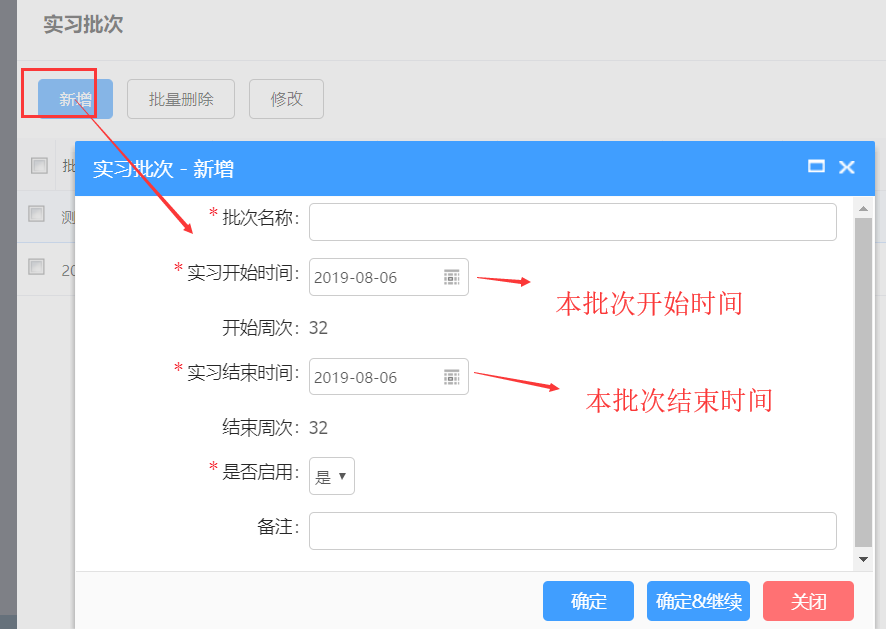 实习批次
新增
批量删除
修改
批
实习批次 - 新增
测
20
* 批次名称:
* 实习开始时间: 2019-08-06
本批次开始时间
开始周次: 32
* 实习结束时间: 2019-08-06
本批次结束时间
结束周次: 32
* 是否启用: 是
备注:
确定
确定&继续
关闭